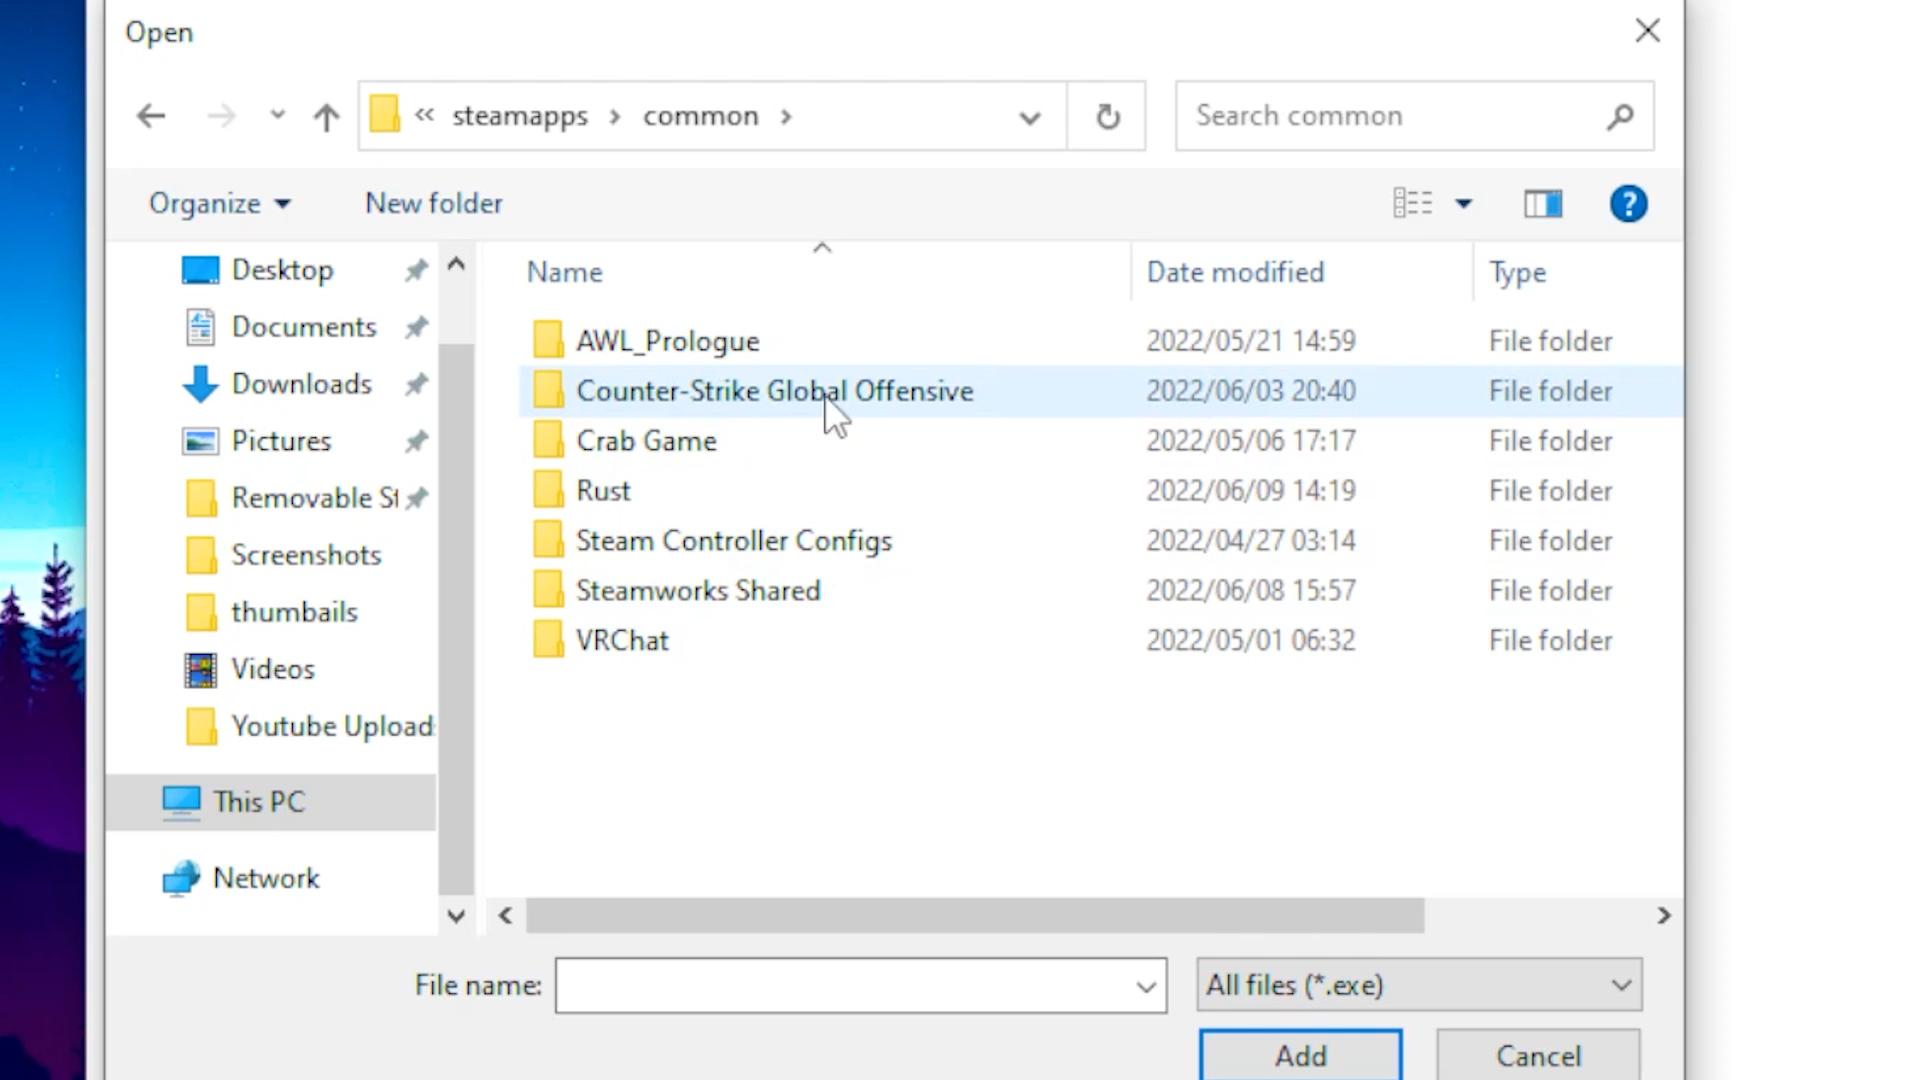 Open
« steamapps > common >
Search common
Organize
New folder
?
Desktop
Documents
Downloads
Pictures
Removable St
Screenshots
thumbails
Videos
Youtube Uploads
This PC
Network
Name Date modified Type
AWL_Prologue 2022/05/21 14:59 File folder
Counter-Strike Global Offensive 2022/06/03 20:40 File folder
Crab Game 2022/05/06 17:17 File folder
Rust 2022/06/09 14:19 File folder
Steam Controller Configs 2022/04/27 03:14 File folder
Steamworks Shared 2022/06/08 15:57 File folder
VRChat 2022/05/01 06:32 File folder
File name:
All files (*.exe)
Add
Cancel